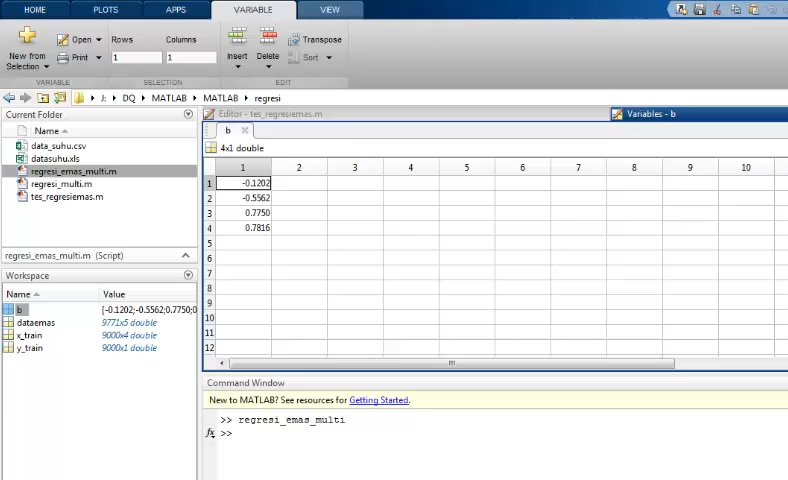 HOME PLOTS APPS VARIABLE VIEW
New from Selection
Open
Print
Rows Columns
1 1
Insert Delete
Transpose
Sort
VARIABLE SELECTION EDIT
J: DQ MATLAB MATLAB regresi
Current Folder
Name
data_suhu.csv
datasuhu.xls
regresi_emas_multi.m
regresi_multi.m
tes_regresiemas.m
regresi_emas_multi.m (Script)
Workspace
Name Value
b [-0.1202;-0.5562;0.7750;0
dataemas 9771x5 double
x_train 9000x4 double
y_train 9000x1 double
Editor - tes_regresiemas.m
Variables - b
b
4x1 double
1 2 3 4 5 6 7 8 9 10
1 -0.1202
2 -0.5562
3 0.7750
4 0.7816
5
6
7
8
9
10
11
12
Command Window
New to MATLAB? See resources for Getting Started.
>> regresi_emas_multi
fx >>